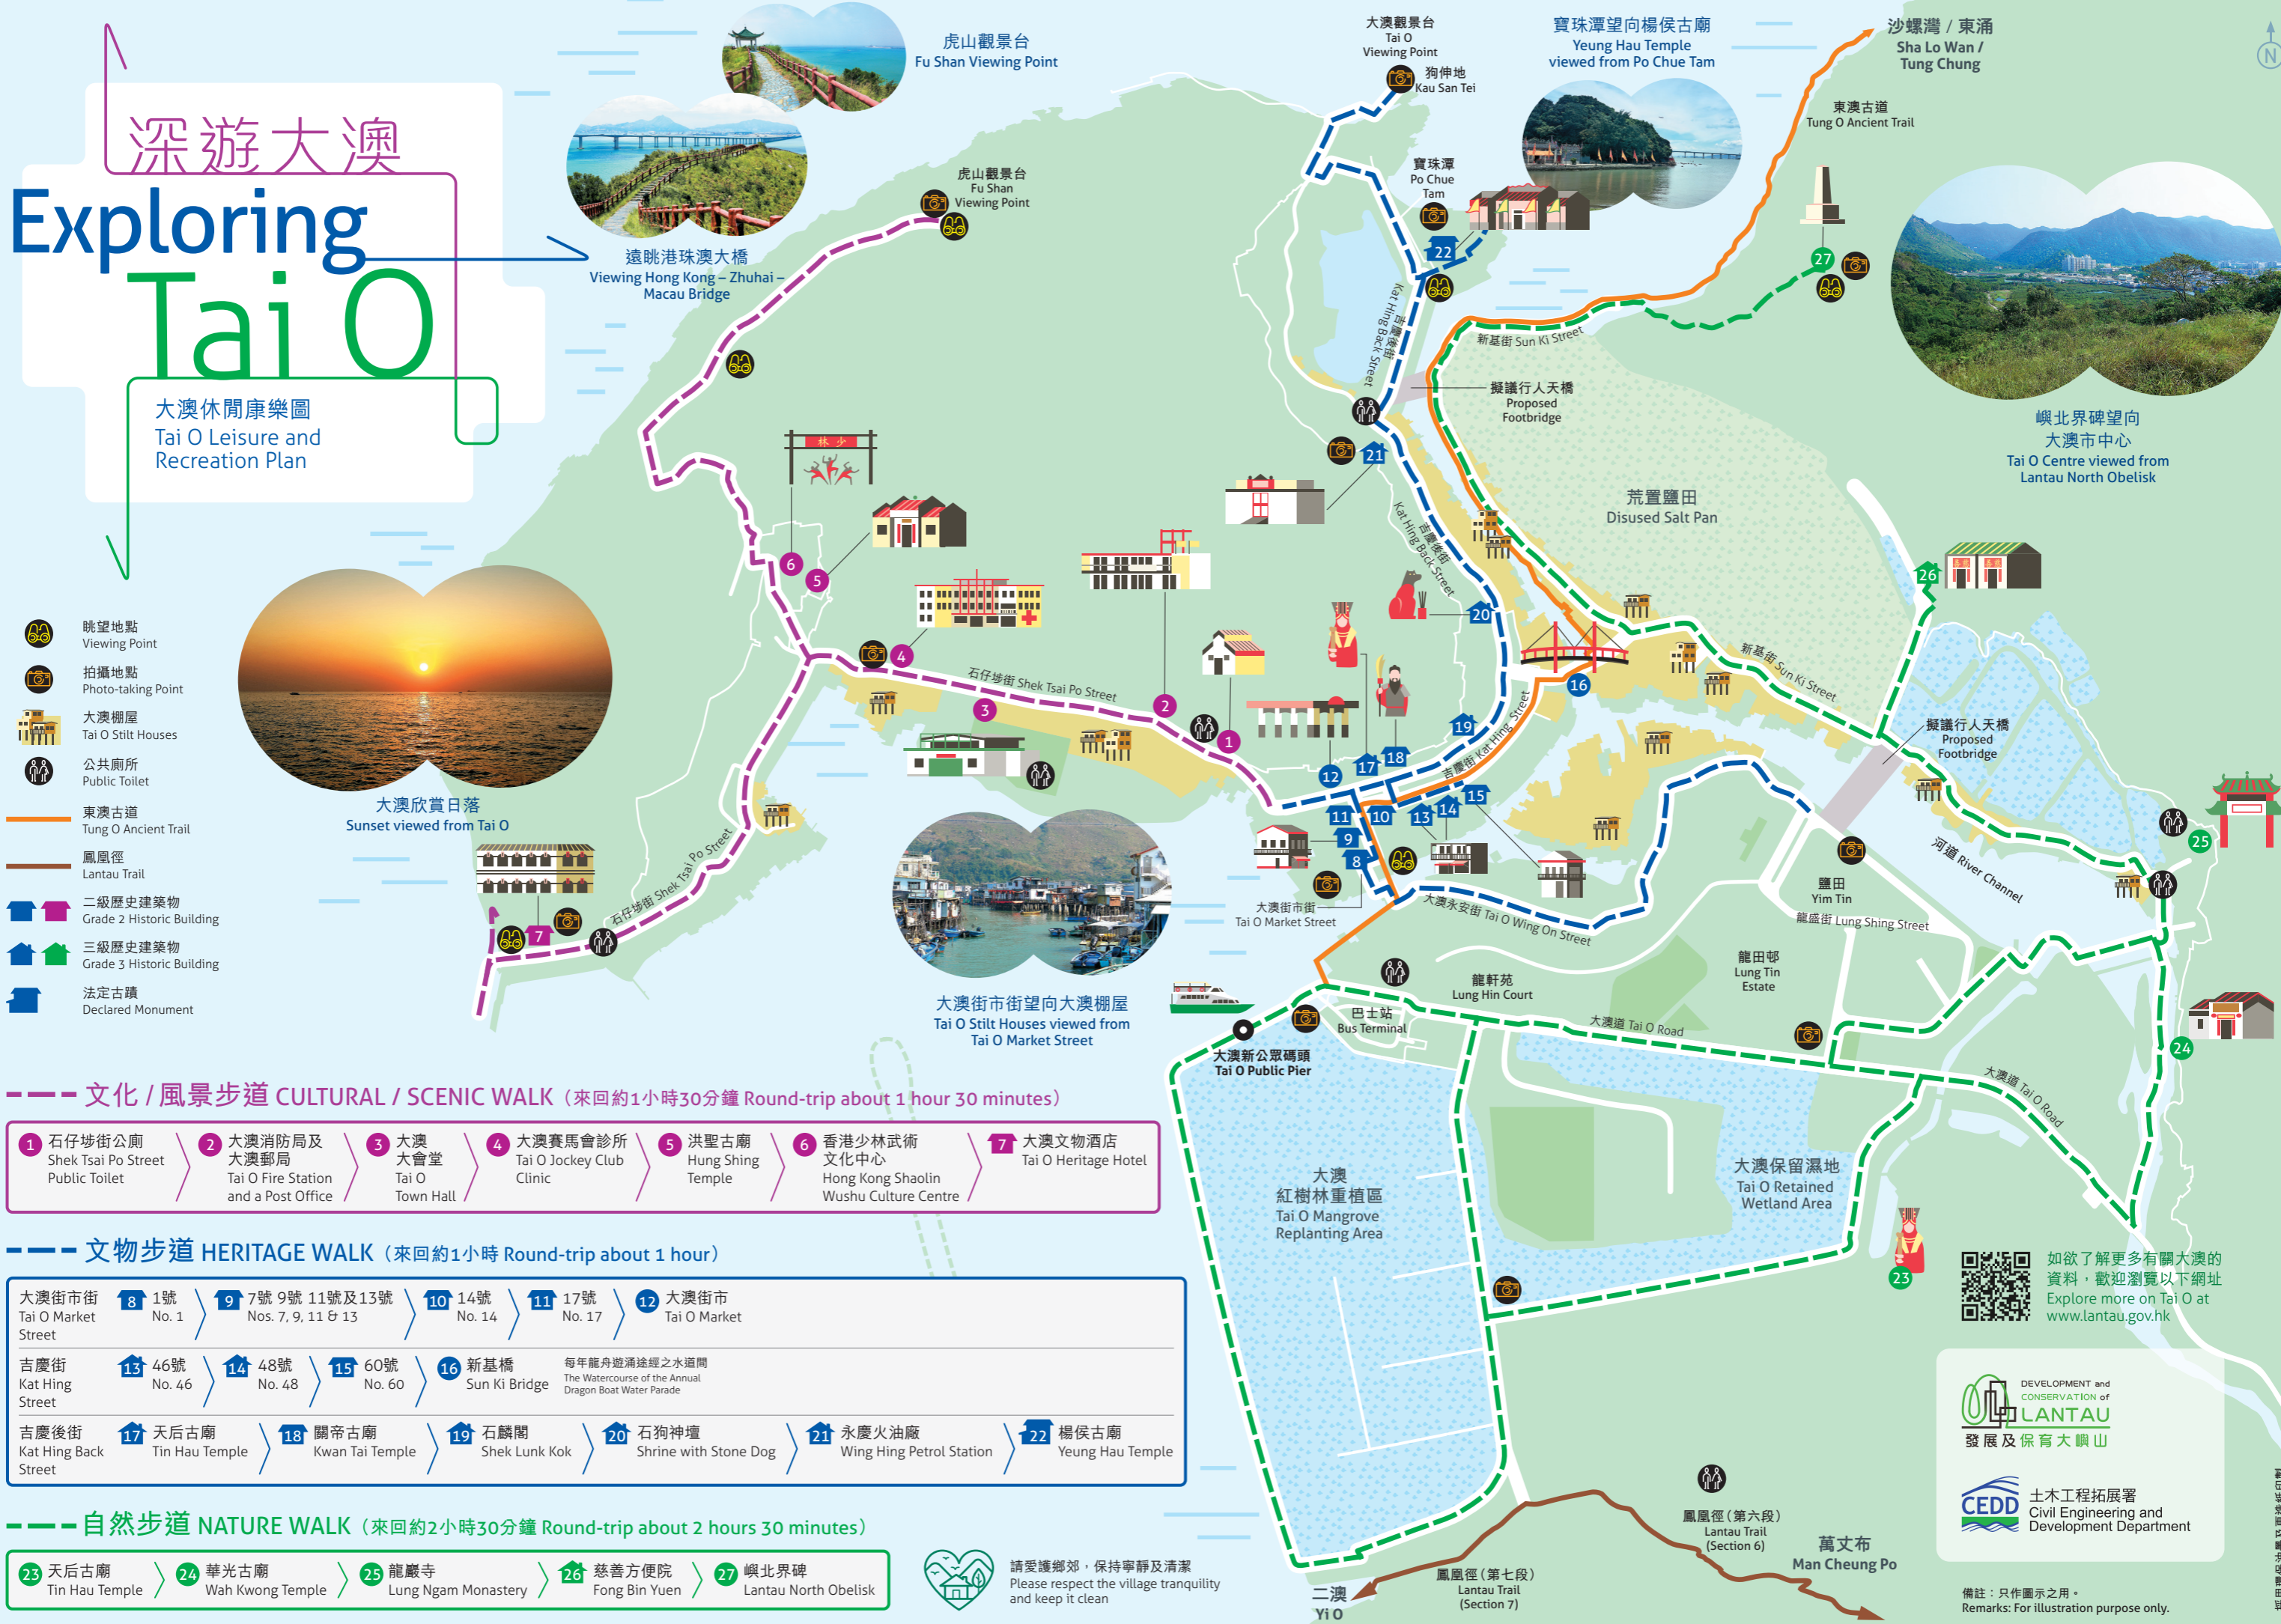 深遊大澳
Exploring
Tai O
大澳休閒康樂圖
Tai O Leisure and
Recreation Plan
虎山觀景台
Fu Shan Viewing Point
遠眺港珠澳大橋
Viewing Hong Kong – Zhuhai –
Macau Bridge
虎山觀景台
Fu Shan
Viewing Point
大澳觀景台
Tai O
Viewing Point
狗伸地
Kau San Tei
寶珠潭望向楊侯古廟
Yeung Hau Temple
viewed from Po Chue Tam
寶珠潭
Po Chue
Tam
22
沙螺灣 / 東涌
Sha Lo Wan /
Tung Chung
N
東澳古道
Tung O Ancient Trail
27
嶼北界碑望向
大澳市中心
Tai O Centre viewed from
Lantau North Obelisk
吉慶後街
Kat Hing Back Street
新基街 Sun Ki Street
擬議行人天橋
Proposed
Footbridge
21
荒置鹽田
Disused Salt Pan
吉慶後街
Kat Hing Back Street
20
26
林少
6
5
4
石仔埗街 Shek Tsai Po Street
3
2
1
16
新基街 Sun Ki Street
擬議行人天橋
Proposed
Footbridge
19
吉慶街 Kat Hing Street
12
17
18
11
10
13
14
15
9
8
大澳街市街
Tai O Market Street
大澳永安街 Tai O Wing On Street
鹽田
Yim Tin
河道 River Channel
25
龍盛街 Lung Shing Street
龍田邨
Lung Tin
Estate
龍軒苑
Lung Hin Court
巴士站
Bus Terminal
大澳道 Tai O Road
大澳新公眾碼頭
Tai O Public Pier
24
大澳道 Tai O Road
眺望地點
Viewing Point
拍攝地點
Photo-taking Point
大澳棚屋
Tai O Stilt Houses
公共廁所
Public Toilet
東澳古道
Tung O Ancient Trail
鳳凰徑
Lantau Trail
二級歷史建築物
Grade 2 Historic Building
三級歷史建築物
Grade 3 Historic Building
法定古蹟
Declared Monument
大澳欣賞日落
Sunset viewed from Tai O
石仔埗街 Shek Tsai Po Street
7
大澳街市街望向大澳棚屋
Tai O Stilt Houses viewed from
Tai O Market Street
大澳
紅樹林重植區
Tai O Mangrove
Replanting Area
大澳保留濕地
Tai O Retained
Wetland Area
23
文化 / 風景步道 CULTURAL / SCENIC WALK（來回約1小時30分鐘 Round-trip about 1 hour 30 minutes）
1 石仔埗街公廁
Shek Tsai Po Street
Public Toilet
2 大澳消防局及
大澳郵局
Tai O Fire Station
and a Post Office
3 大澳
大會堂
Tai O
Town Hall
4 大澳賽馬會診所
Tai O Jockey Club
Clinic
5 洪聖古廟
Hung Shing
Temple
6 香港少林武術
文化中心
Hong Kong Shaolin
Wushu Culture Centre
7 大澳文物酒店
Tai O Heritage Hotel
文物步道 HERITAGE WALK（來回約1小時 Round-trip about 1 hour）
大澳街市街
Tai O Market
Street
8 1號
No. 1
9 7號 9號 11號及13號
Nos. 7, 9, 11 & 13
10 14號
No. 14
11 17號
No. 17
12 大澳街市
Tai O Market
吉慶街
Kat Hing
Street
13 46號
No. 46
14 48號
No. 48
15 60號
No. 60
16 新基橋
Sun Ki Bridge
每年龍舟遊涌途經之水道間
The Watercourse of the Annual
Dragon Boat Water Parade
吉慶後街
Kat Hing Back
Street
17 天后古廟
Tin Hau Temple
18 關帝古廟
Kwan Tai Temple
19 石麟閣
Shek Lunk Kok
20 石狗神壇
Shrine with Stone Dog
21 永慶火油廠
Wing Hing Petrol Station
22 楊侯古廟
Yeung Hau Temple
自然步道 NATURE WALK（來回約2小時30分鐘 Round-trip about 2 hours 30 minutes）
23 天后古廟
Tin Hau Temple
24 華光古廟
Wah Kwong Temple
25 龍巖寺
Lung Ngam Monastery
26 慈善方便院
Fong Bin Yuen
27 嶼北界碑
Lantau North Obelisk
請愛護鄉郊，保持寧靜及清潔
Please respect the village tranquility
and keep it clean
二澳
Yi O
鳳凰徑（第七段）
Lantau Trail
(Section 7)
鳳凰徑（第六段）
Lantau Trail
(Section 6)
萬丈布
Man Cheung Po
如欲了解更多有關大澳的
資料，歡迎瀏覽以下網址
Explore more on Tai O at
www.lantau.gov.hk
DEVELOPMENT and
CONSERVATION of
LANTAU
發展及保育大嶼山
CEDD
土木工程拓展署
Civil Engineering and
Development Department
備註：只作圖示之用。
Remarks: For illustration purpose only.